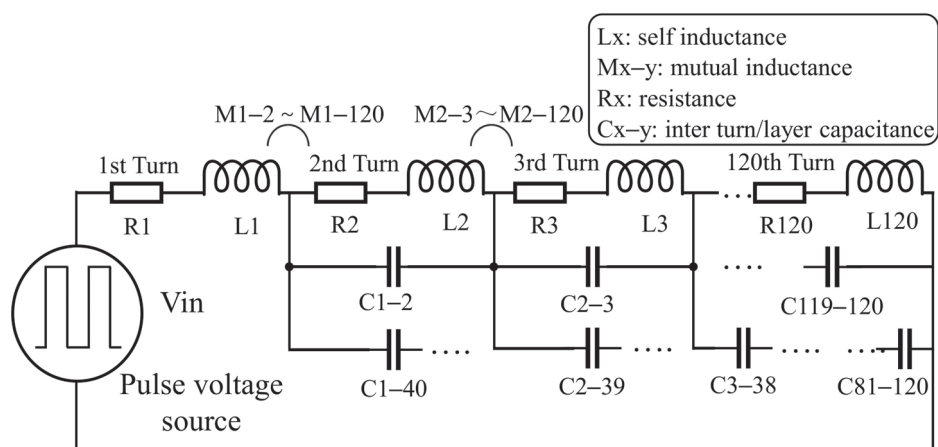 Lx: self inductance
Mx–y: mutual inductance
Rx: resistance
Cx–y: inter turn/layer capacitance
M1–2 ~ M1–120
M2–3～M2–120
1st Turn
2nd Turn
3rd Turn
120th Turn
R1
L1
R2
L2
R3
L3
R120
L120
Vin
C1–2
C2–3
C119–120
C1–40
C2–39
C3–38
C81–120
Pulse voltage
source